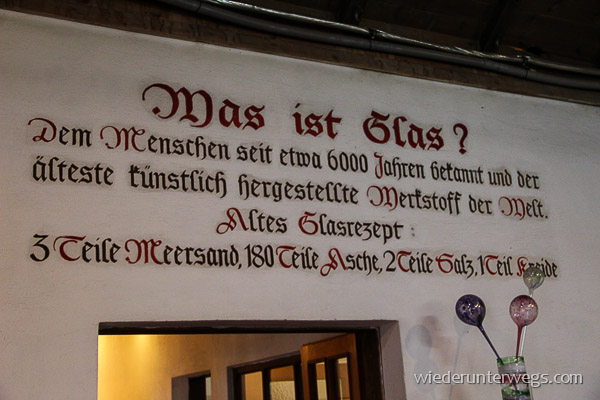 Was ist Glas?
Dem Menschen seit etwa 6000 Jahren bekannt und der
älteste künstlich hergestellte Werkstoff der Welt.
Altes Glasrezept:
3 Teile Meersand, 180 Teile Asche, 2 Teile Salz, 1 Teil Kreide
wiederunterwegs.com